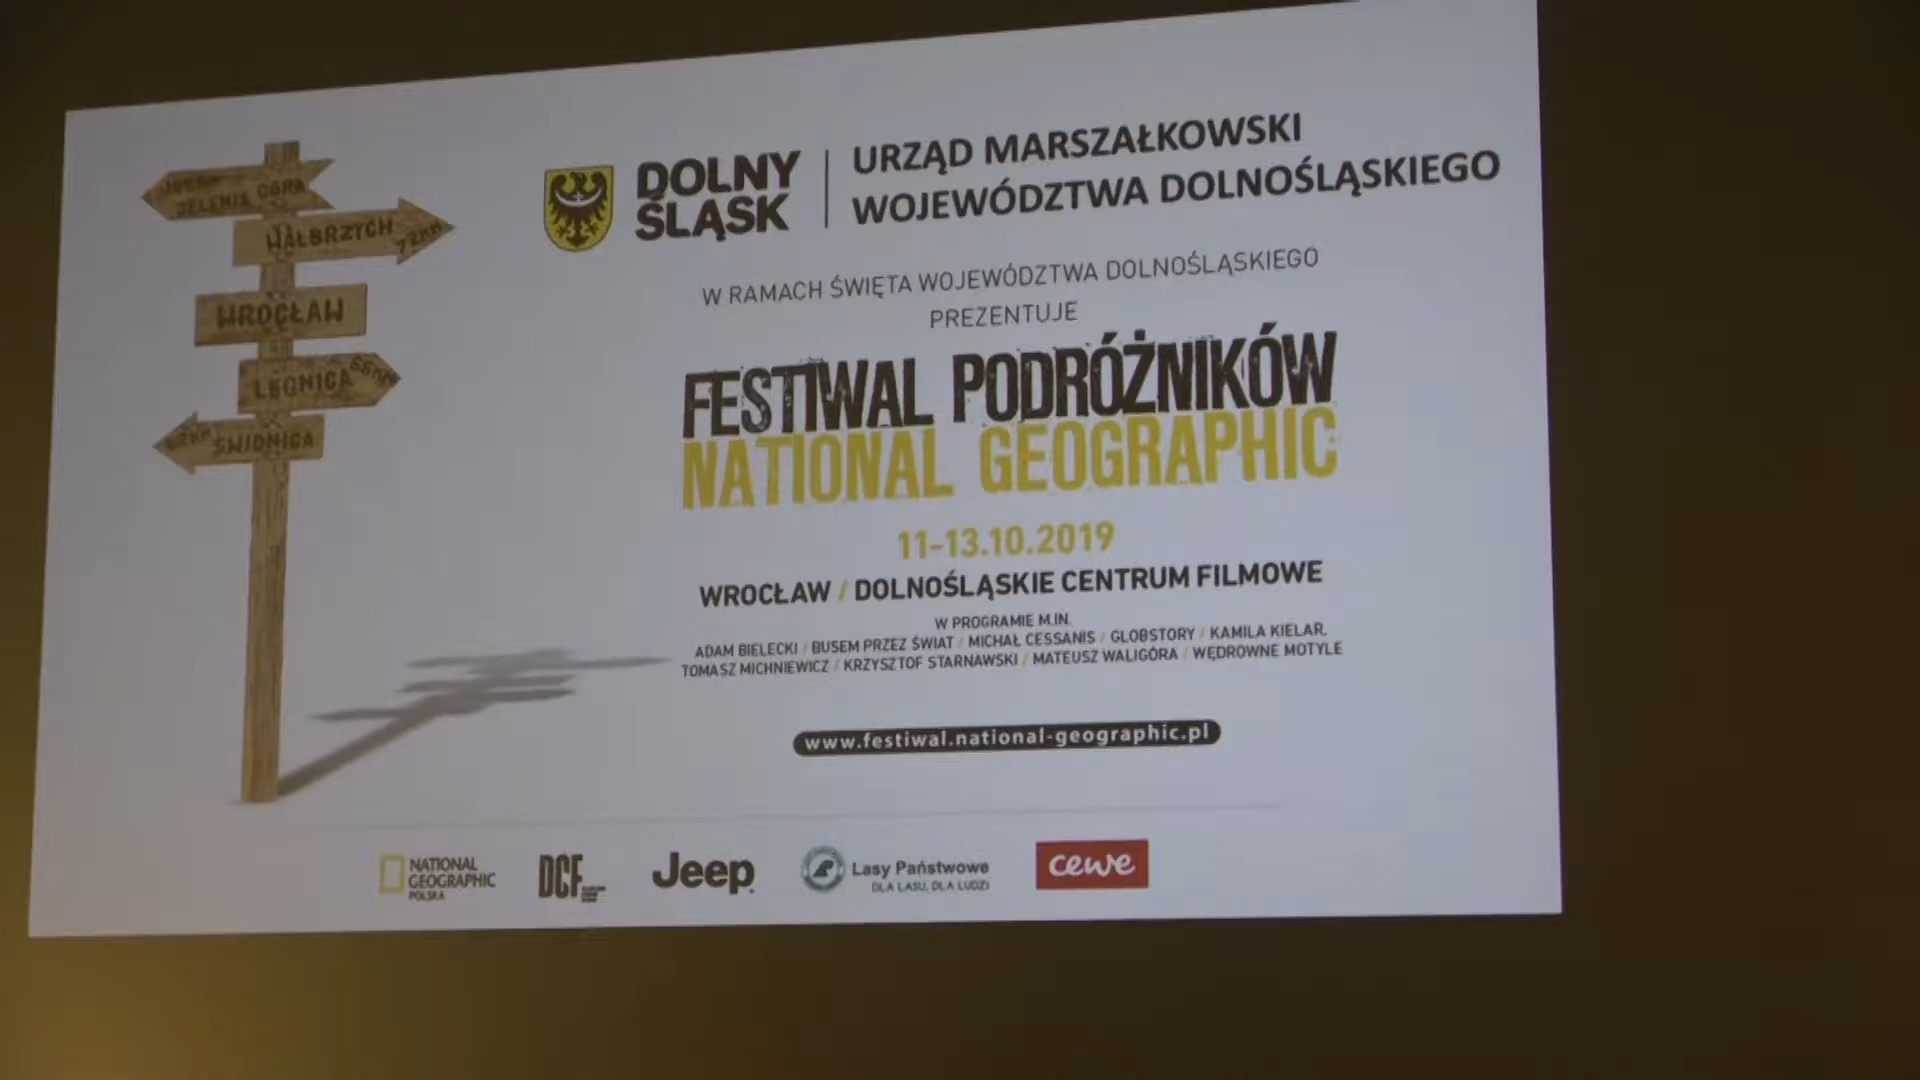 JELENIA GÓRA
WAŁBRZYCH 72KM
WROCŁAW
LEGNICA 66KM
ŚWIDNICA
DOLNY
ŚLĄSK
URZĄD MARSZAŁKOWSKI
WOJEWÓDZTWA DOLNOŚLĄSKIEGO
W RAMACH ŚWIĘTA WOJEWÓDZTWA DOLNOŚLĄSKIEGO
PREZENTUJE
FESTIWAL PODRÓŻNIKÓW
NATIONAL GEOGRAPHIC
11-13.10.2019
WROCŁAW / DOLNOŚLĄSKIE CENTRUM FILMOWE
W PROGRAMIE M.IN.
ADAM BIELECKI / BUSEM PRZEZ ŚWIAT / MICHAŁ CESSANIS / GLOBSTORY / KAMILA KIELAR,
TOMASZ MICHNIEWICZ / KRZYSZTOF STARNAWSKI / MATEUSZ WALIGÓRA / WĘDROWNE MOTYLE
www.festiwal.national-geographic.pl
NATIONAL
GEOGRAPHIC
POLSKA
DCF
Jeep
Lasy Państwowe
DLA LASU, DLA LUDZI
cewe